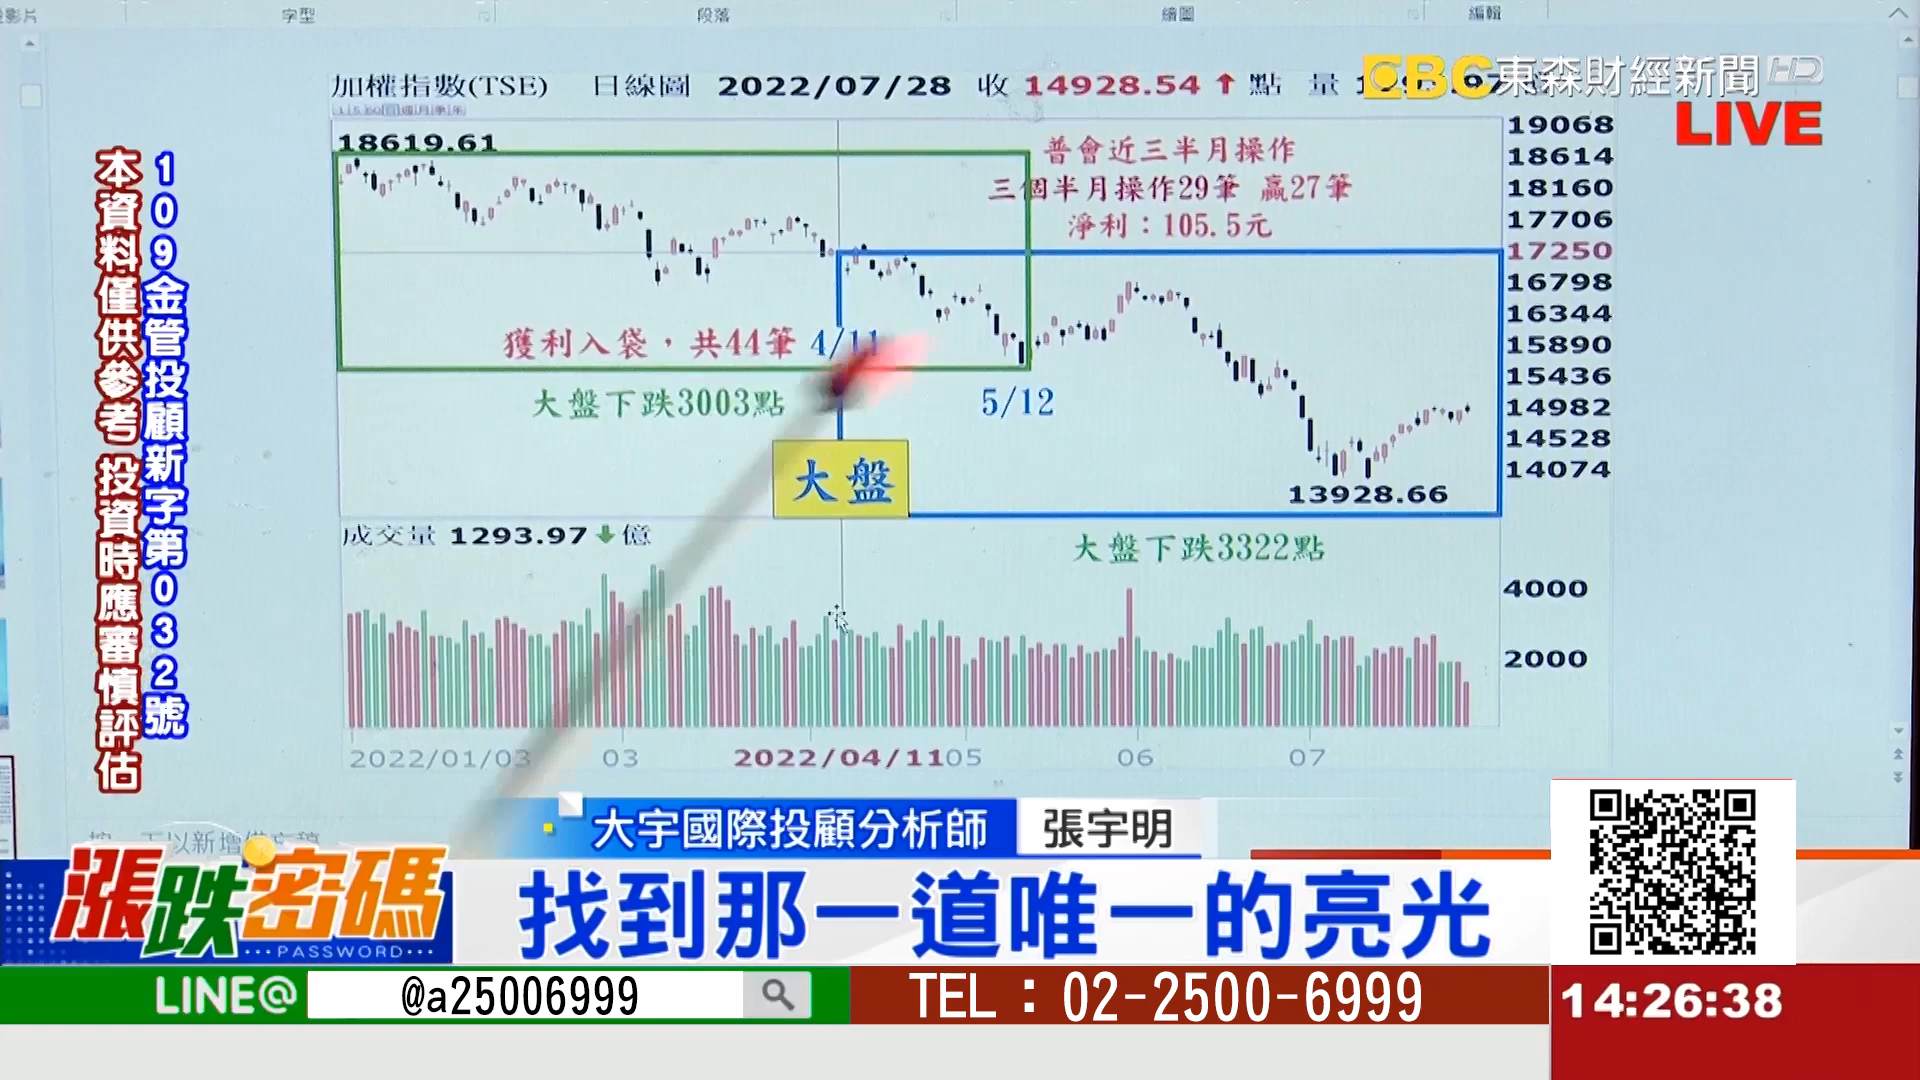 字型
段落
繪圖
編輯
加權指數(TSE) 日線圖 2022/07/28 收 14928.54 ↑ 點 量
EBC 東森財經新聞 HD
LIVE
18619.61
普會近三半月操作
三個半月操作29筆 贏27筆
淨利：105.5元
19068
18614
18160
17706
17250
16798
16344
15890
15436
14982
14528
14074
獲利入袋，共44筆 4/11
大盤下跌3003點
5/12
大盤
13928.66
成交量 1293.97 ↓ 億
大盤下跌3322點
4000
2000
2022/01/03
03
2022/04/11
05
06
07
109金管投顧新字第032號
本資料僅供參考 投資時應審慎評估
大宇國際投顧分析師
張宇明
漲跌密碼
PASSWORD
找到那一道唯一的亮光
LINE@
@a25006999
TEL：02-2500-6999
14:26:38